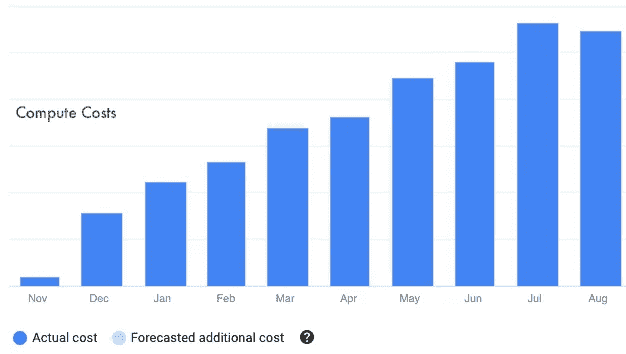 Compute Costs
Nov Dec Jan Feb Mar Apr May Jun Jul Aug
Actual cost Forecasted additional cost ?